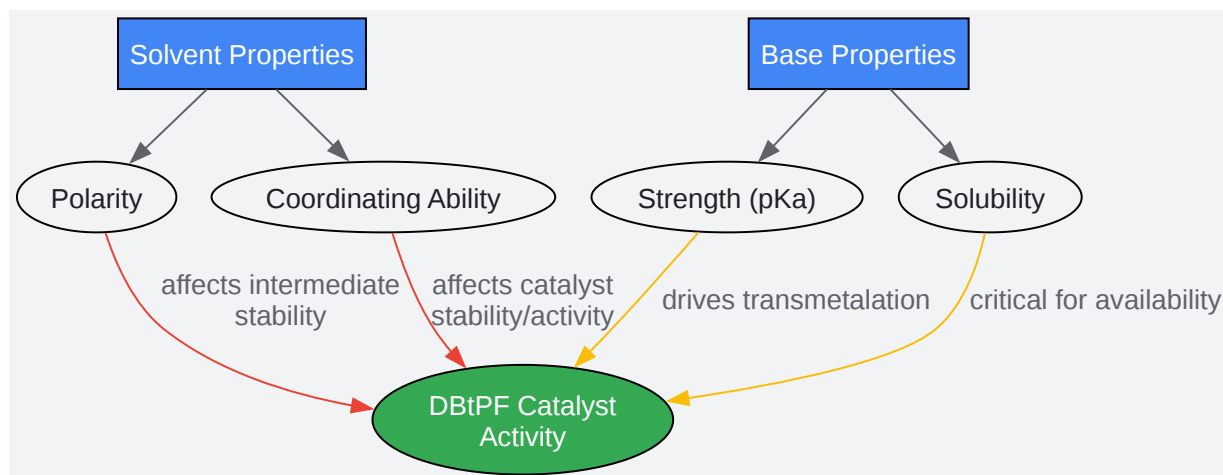 Solvent Properties
Base Properties
Polarity
Coordinating Ability
Strength (pKa)
Solubility
affects intermediate
stability
affects catalyst
stability/activity
drives transmetalation
critical for availability
DBtPF Catalyst
Activity